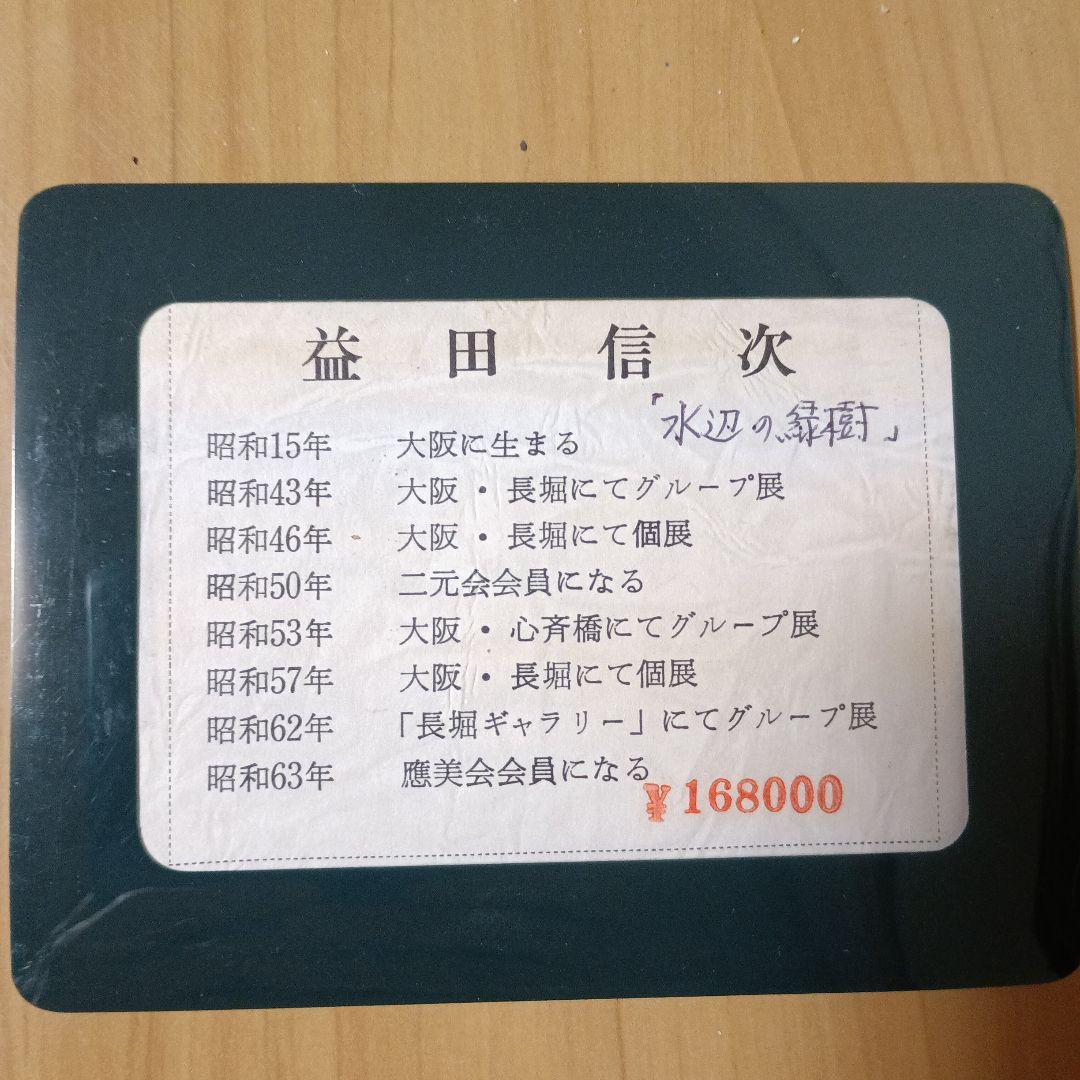 益田信次
「水辺の緑樹」
昭和15年 大阪に生まる
昭和43年 大阪・長堀にてグループ展
昭和46年 大阪・長堀にて個展
昭和50年 二元会会員になる
昭和53年 大阪・心斉橋にてグループ展
昭和57年 大阪・長堀にて個展
昭和62年 「長堀ギャラリー」にてグループ展
昭和63年 應美会会員になる
¥168000